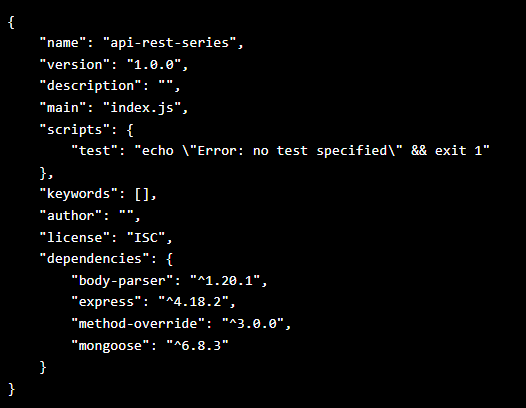 {
    "name": "api-rest-series",
    "version": "1.0.0",
    "description": "",
    "main": "index.js",
    "scripts": {
        "test": "echo \"Error: no test specified\" && exit 1"
    },
    "keywords": [],
    "author": "",
    "license": "ISC",
    "dependencies": {
        "body-parser": "^1.20.1",
        "express": "^4.18.2",
        "method-override": "^3.0.0",
        "mongoose": "^6.8.3"
    }
}